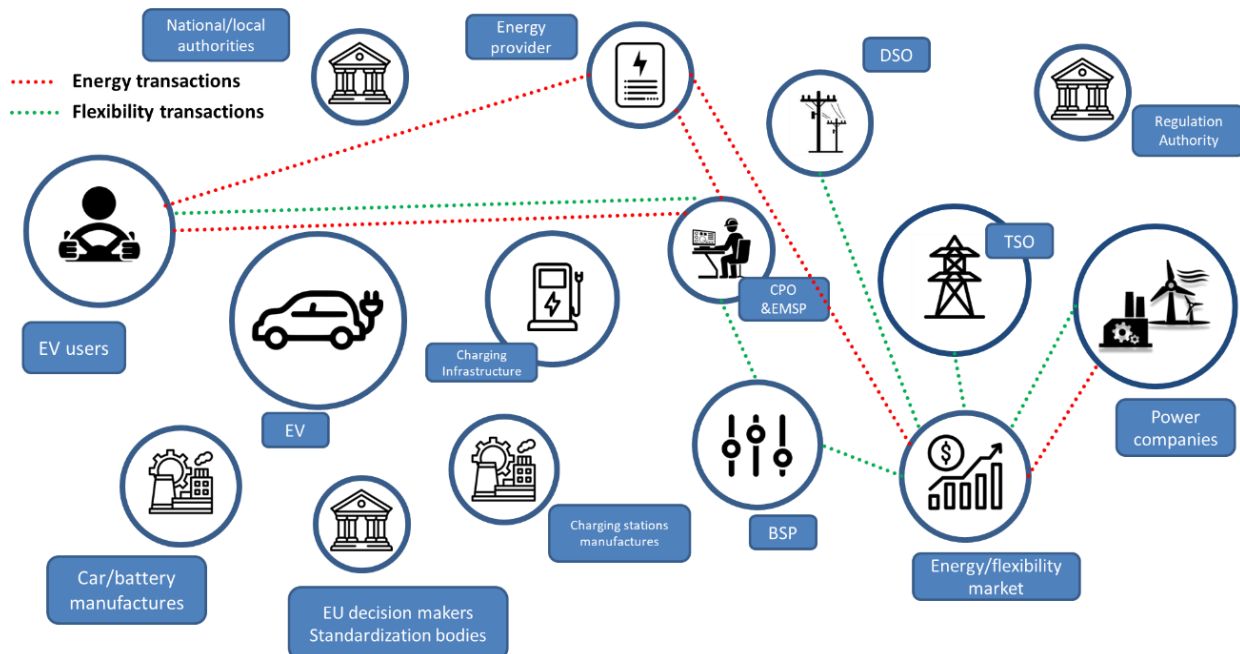 National/local
authorities
Energy
provider
DSO
Energy transactions
Flexibility transactions
Regulation
Authority
TSO
CPO
&EMSP
EV users
Charging
Infrastructure
EV
Power
companies
Charging stations
manufactures
BSP
Car/battery
manufactures
Energy/flexibility
market
EU decision makers
Standardization bodies
$